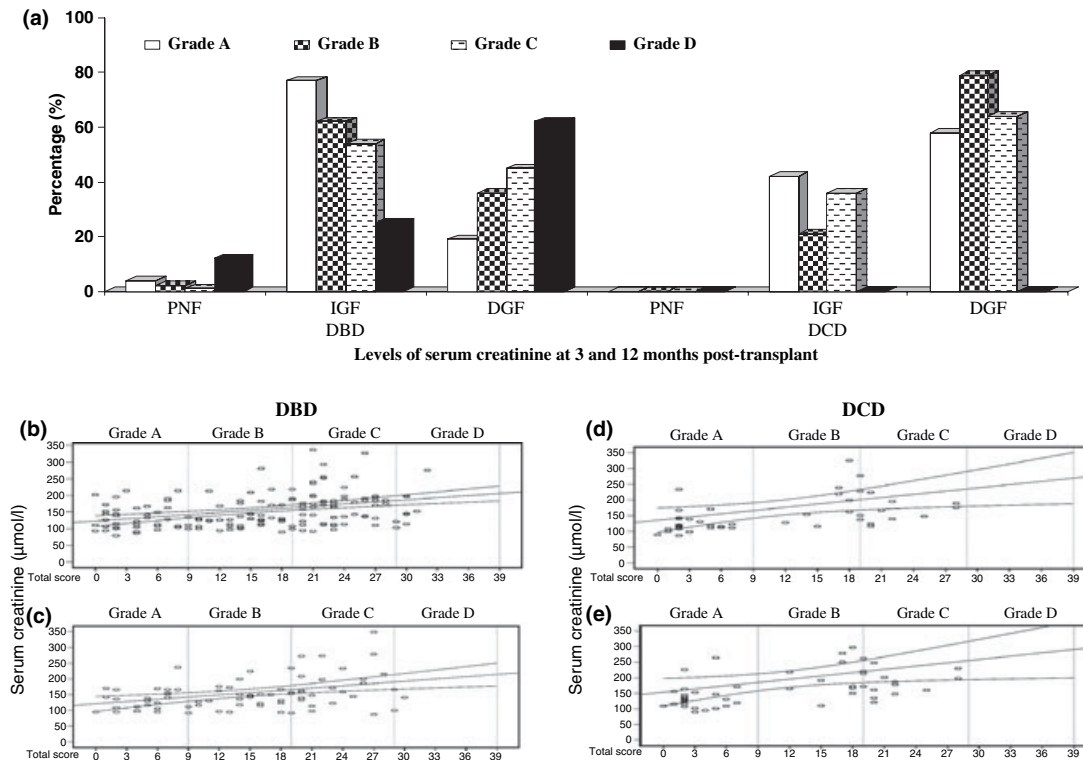 (a)
100
80
60
40
20
0
Percentage (%)
Grade A Grade B Grade C Grade D
PNF IGF DGF PNF IGF DGF
DBD DCD
Levels of serum creatinine at 3 and 12 months post-transplant
Serum creatinine (µmol/l)
DBD
(b)
Grade A Grade B Grade C Grade D
350
300
250
200
150
100
50
0
Total score 0 3 6 9 12 15 18 21 24 27 30 33 36 39
(c)
Grade A Grade B Grade C Grade D
350
300
250
200
150
100
50
0
Total score 0 3 6 9 12 15 18 21 24 27 30 33 36 39
Serum creatinine (µmol/l)
DCD
(d)
Grade A Grade B Grade C Grade D
350
300
250
200
150
100
50
0
Total score 0 3 6 9 12 15 18 21 24 27 30 33 36 39
(e)
Grade A Grade B Grade C Grade D
350
300
250
200
150
100
50
0
Total score 0 3 6 9 12 15 18 21 24 27 30 33 36 39